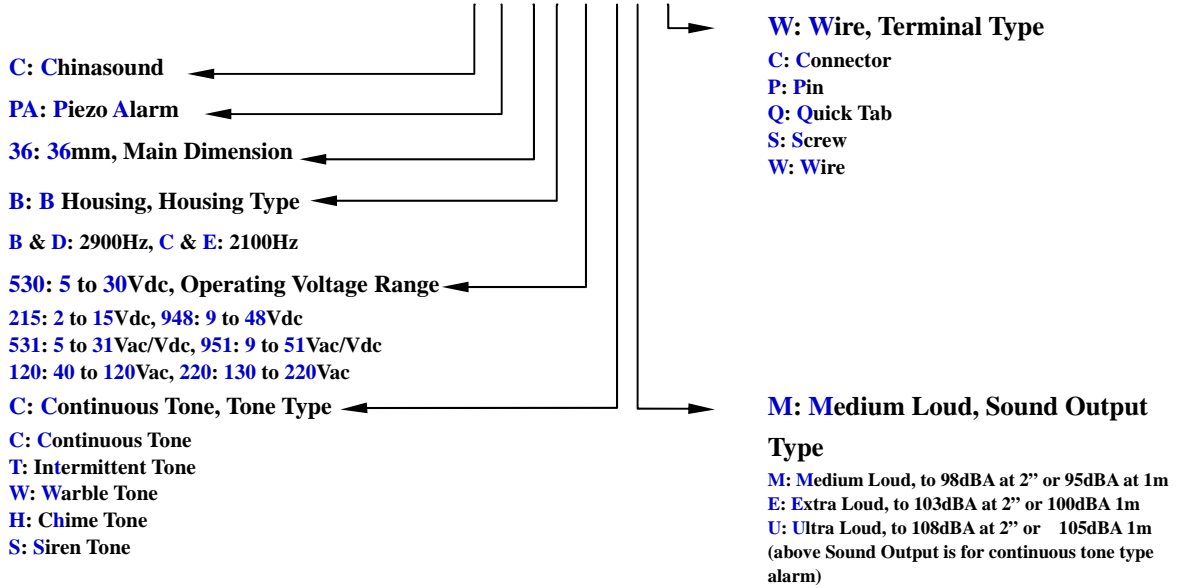 C: Chinasound
PA: Piezo Alarm
36: 36mm, Main Dimension
B: B Housing, Housing Type
B & D: 2900Hz, C & E: 2100Hz
530: 5 to 30Vdc, Operating Voltage Range
215: 2 to 15Vdc, 948: 9 to 48Vdc
531: 5 to 31Vac/Vdc, 951: 9 to 51Vac/Vdc
120: 40 to 120Vac, 220: 130 to 220Vac
C: Continuous Tone, Tone Type
C: Continuous Tone
T: Intermittent Tone
W: Warble Tone
H: Chime Tone
S: Siren Tone
W: Wire, Terminal Type
C: Connector
P: Pin
Q: Quick Tab
S: Screw
W: Wire
M: Medium Loud, Sound Output
Type
M: Medium Loud, to 98dBA at 2” or 95dBA at 1m
E: Extra Loud, to 103dBA at 2” or 100dBA 1m
U: Ultra Loud, to 108dBA at 2” or 105dBA 1m
(above Sound Output is for continuous tone type
alarm)